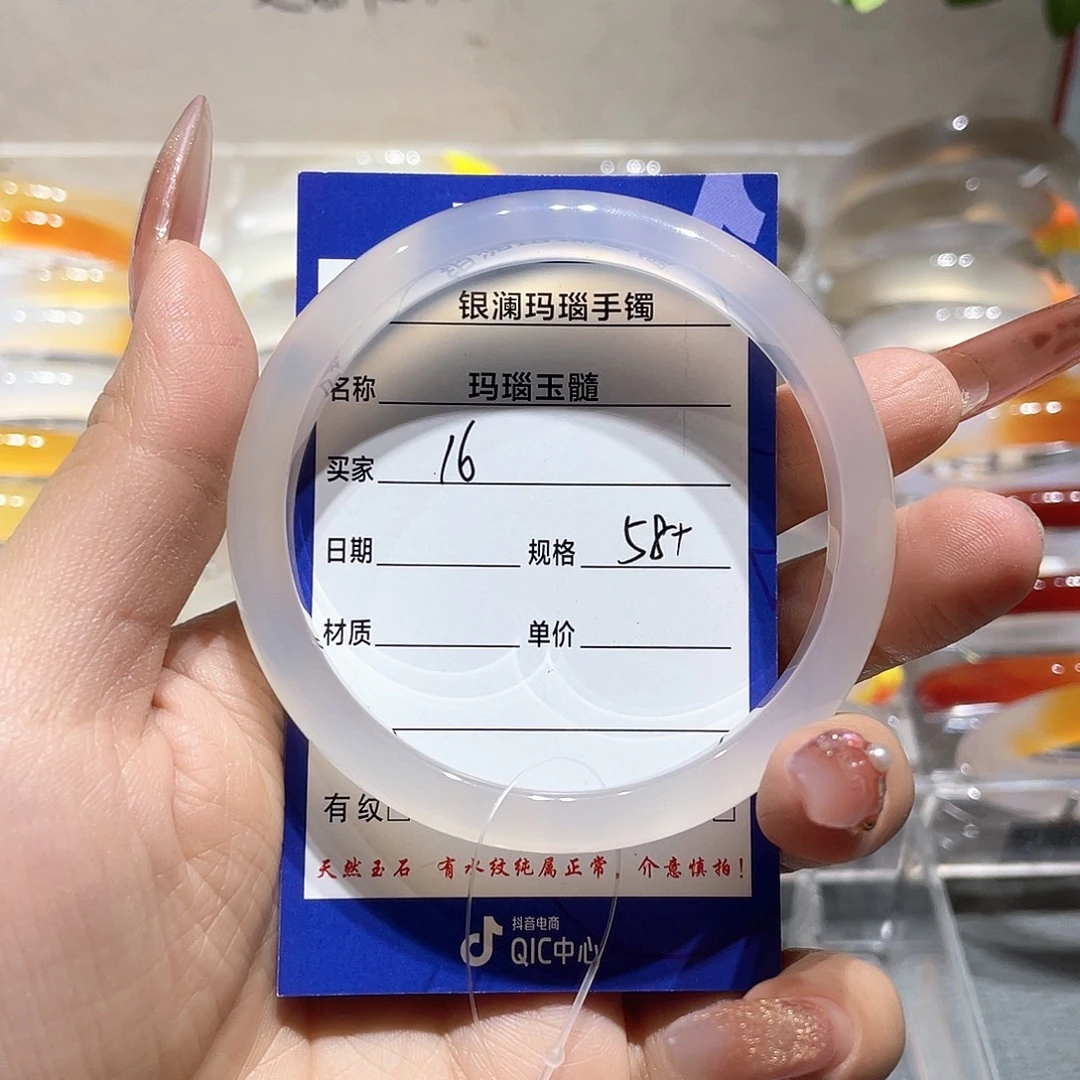 银澜玛瑙手镯
名称 玛瑙玉髓
买家 16
日期 规格 58+
材质 单价
有纹
天然玉石 有水纹纯属正常，介意慎拍！
抖音电商
QIC中心